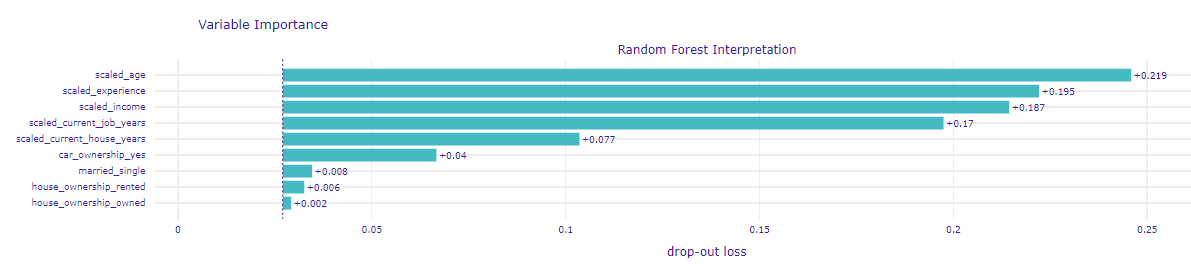 Variable Importance
Random Forest Interpretation
scaled_age +0.219
scaled_experience +0.195
scaled_income +0.187
scaled_current_job_years +0.17
scaled_current_house_years +0.077
car_ownership_yes +0.04
married_single +0.008
house_ownership_rented +0.006
house_ownership_owned +0.002
0 0.05 0.1 0.15 0.2 0.25
drop-out loss